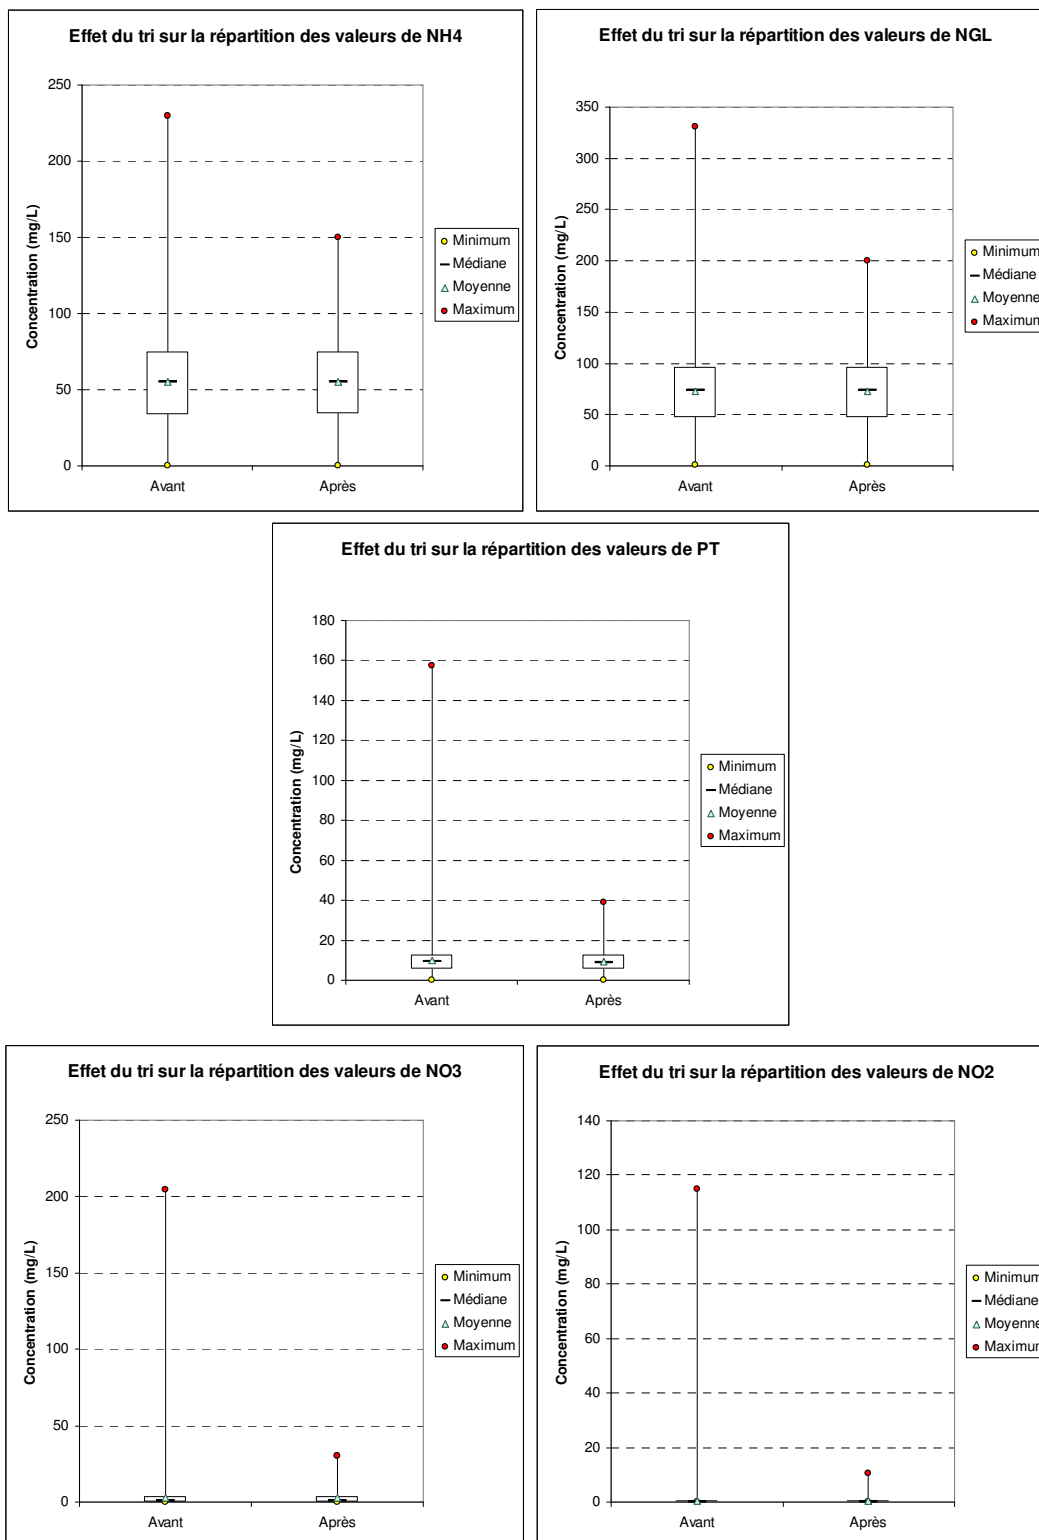 Effet du tri sur la répartition des valeurs de NH4
250
200
150
100
50
0
Concentration (mg/L)
Avant
Après
Minimum
Médiane
Moyenne
Maximum
Effet du tri sur la répartition des valeurs de NGL
350
300
250
200
150
100
50
0
Concentration (mg/L)
Avant
Après
Minimum
Médiane
Moyenne
Maximum
Effet du tri sur la répartition des valeurs de PT
180
160
140
120
100
80
60
40
20
0
Concentration (mg/L)
Avant
Après
Minimum
Médiane
Moyenne
Maximum
Effet du tri sur la répartition des valeurs de NO3
250
200
150
100
50
0
Concentration (mg/L)
Avant
Après
Minimum
Médiane
Moyenne
Maximum
Effet du tri sur la répartition des valeurs de NO2
140
120
100
80
60
40
20
0
Concentration (mg/L)
Avant
Après
Minimum
Médiane
Moyenne
Maximum